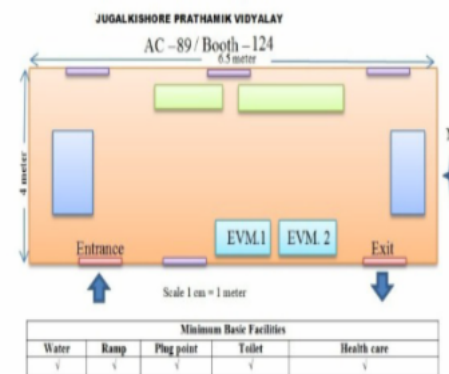 JUGALKISHORE PRATHAMIK VIDYALAY
AC -89 / Booth -124
6.5 meter
4 meter
EVM.1 EVM. 2
Entrance Exit
Scale 1 cm = 1 meter
Minimum Basic Facilities
Water Ramp Plug point Toilet Health care
√ √ √ √ √